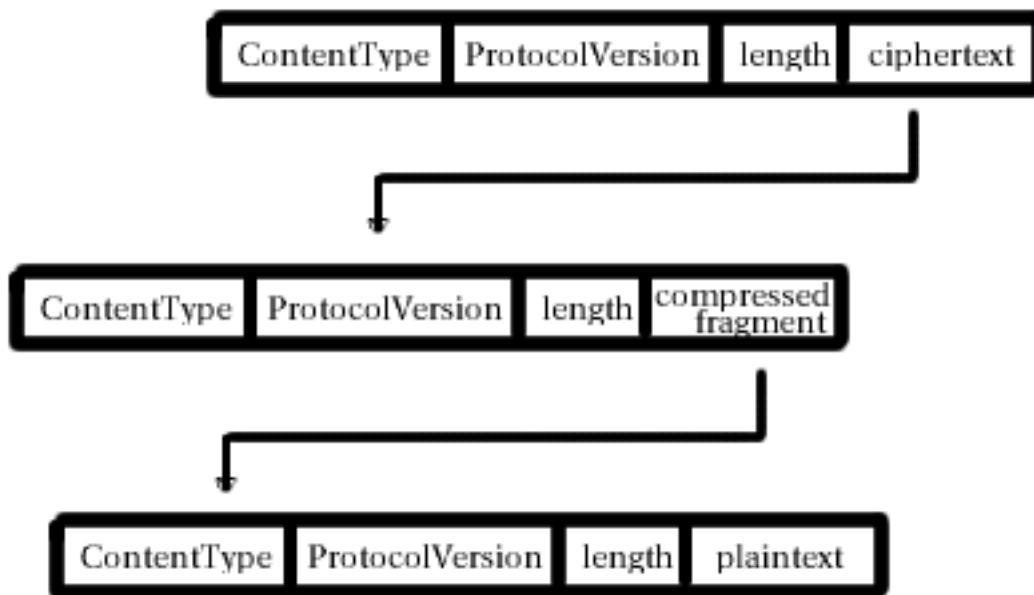 ContentType ProtocolVersion length ciphertext
ContentType ProtocolVersion length compressed
fragment
ContentType ProtocolVersion length plaintext